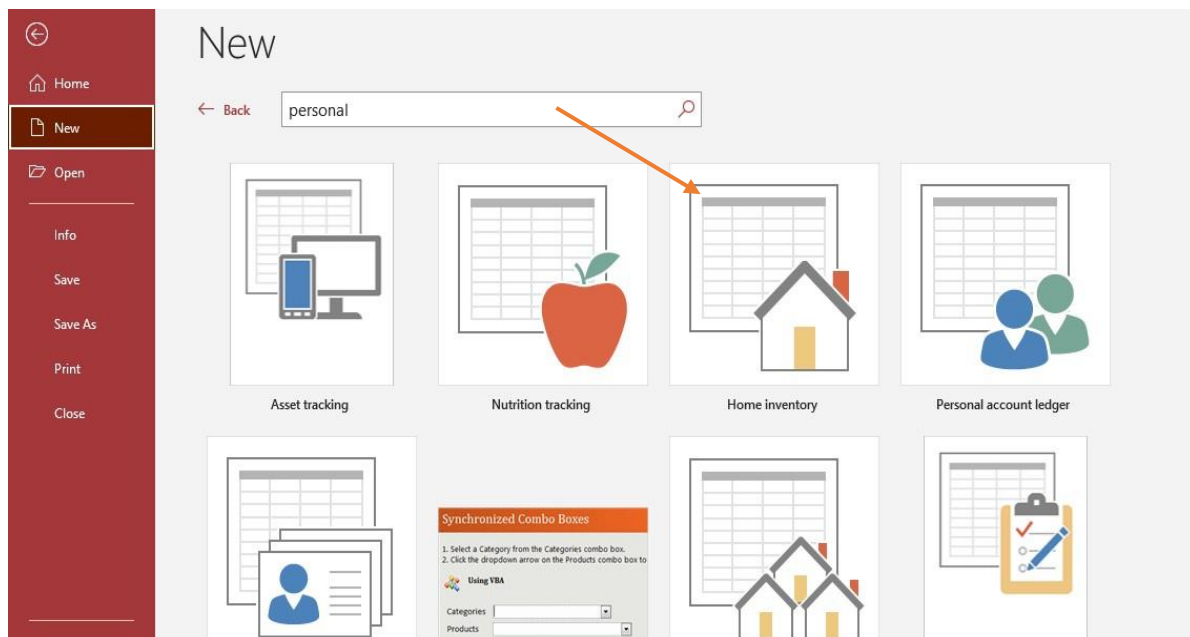 New
Home
New
Open
Info
Save
Save As
Print
Close
Back
personal
Asset tracking
Nutrition tracking
Home inventory
Personal account ledger
Synchronized Combo Boxes
1. Select a Category from the Categories combo box.
2. Click the dropdown arrow on the Products combo box to
Using VBA
Categories
Products